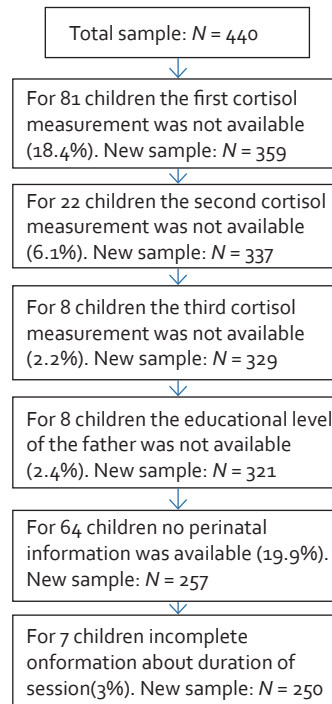 Total sample: N = 440
For 81 children the first cortisol
measurement was not available
(18.4%). New sample: N = 359
For 22 children the second cortisol
measurement was not available
(6.1%). New sample: N = 337
For 8 children the third cortisol
measurement was not available
(2.2%). New sample: N = 329
For 8 children the educational level
of the father was not available
(2.4%). New sample: N = 321
For 64 children no perinatal
information was available (19.9%).
New sample: N = 257
For 7 children incomplete
onformation about duration of
session(3%). New sample: N = 250